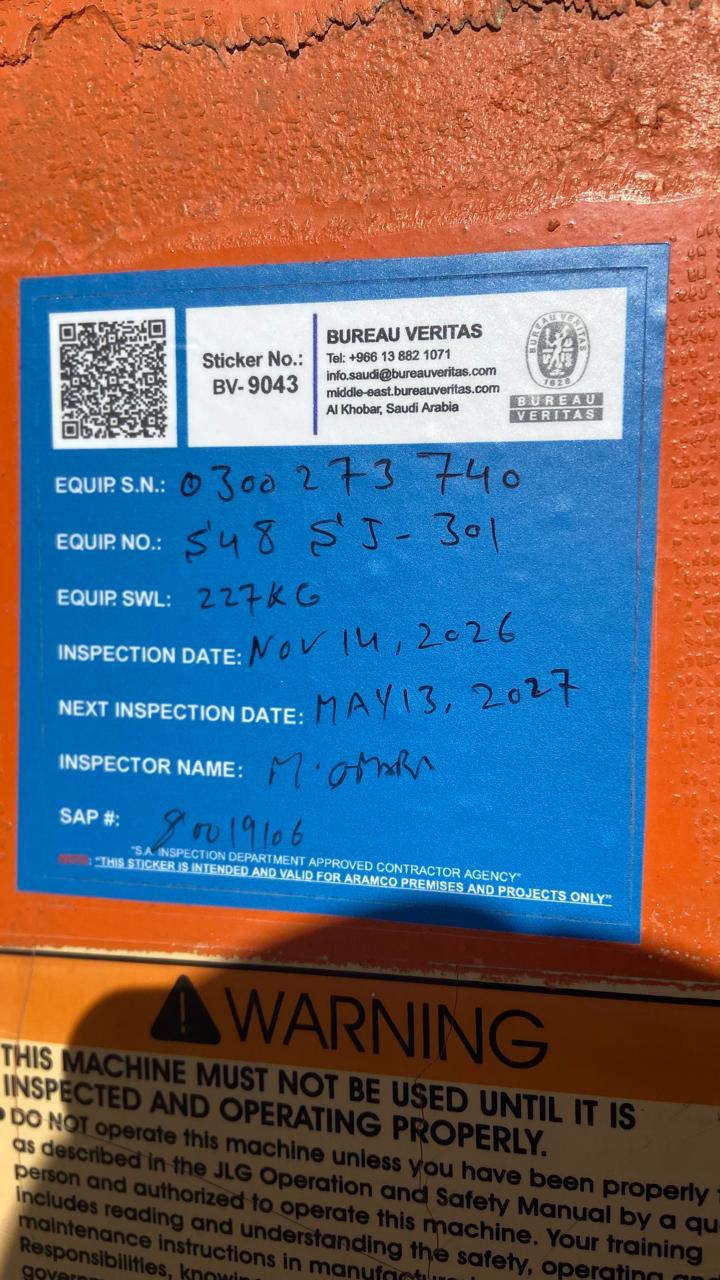 Sticker No.:
BV- 9043
BUREAU VERITAS
Tel: +966 13 882 1071
info.saudi@bureauveritas.com
middle-east.bureauveritas.com
Al Khobar, Saudi Arabia
BUREAU VERITAS
1828
BUREAU
VERITAS
EQUIP. S.N.: 0300 273 740
EQUIP. NO.: S48 SJ- 301
EQUIP. SWL: 227KG
INSPECTION DATE: NOV 14, 2026
NEXT INSPECTION DATE: MAY 13, 2027
INSPECTOR NAME: M.
SAP #: 80019106
"S.A. INSPECTION DEPARTMENT APPROVED CONTRACTOR AGENCY"
: "THIS STICKER IS INTENDED AND VALID FOR ARAMCO PREMISES AND PROJECTS ONLY"
WARNING
THIS MACHINE MUST NOT BE USED UNTIL IT IS
INSPECTED AND OPERATING PROPERLY.
• DO NOT operate this machine unless you have been properly
as described in the JLG Operation and Safety Manual by a qu
person and authorized to operate this machine. Your training
includes reading and understanding the safety, operating
maintenance instructions in
Responsibilities,